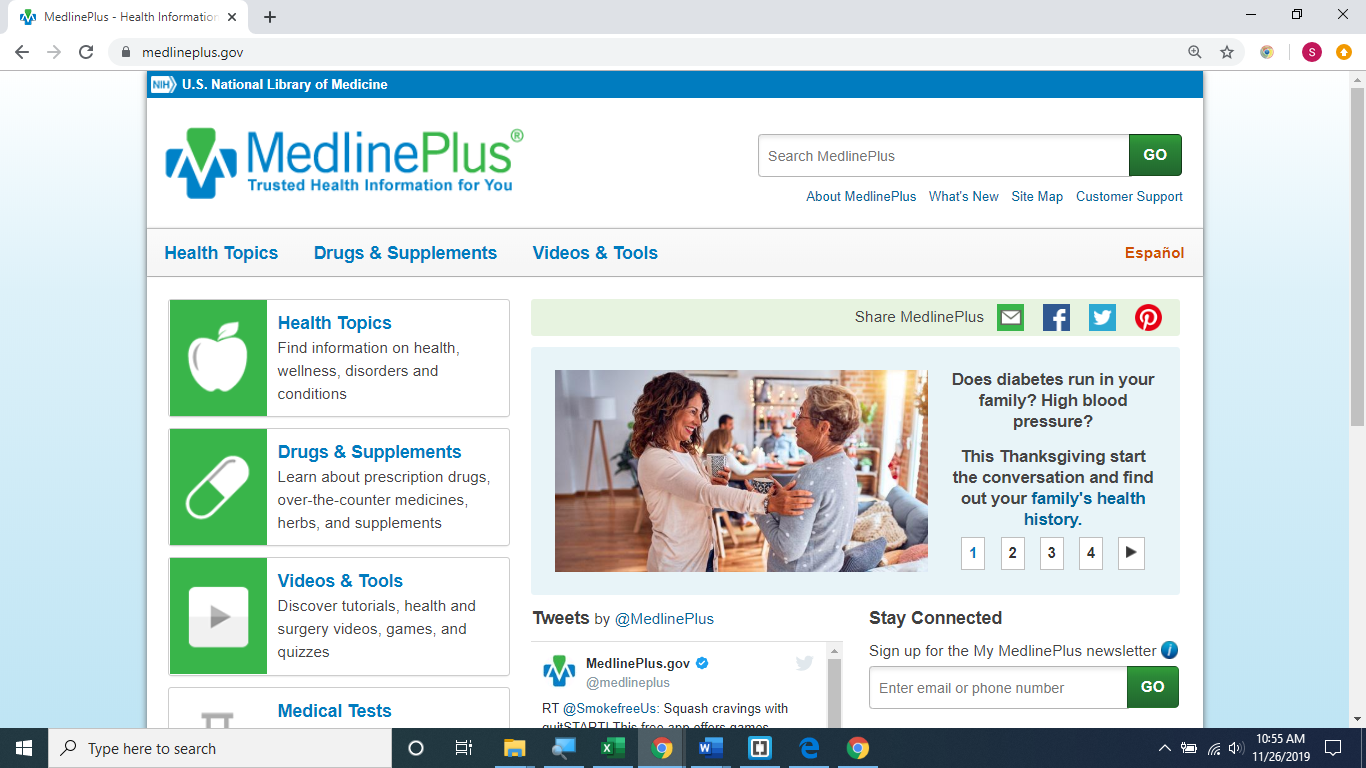 MedlinePlus - Health Information
medlineplus.gov
S
NIH U.S. National Library of Medicine
MedlinePlus®
Trusted Health Information for You
Search MedlinePlus
GO
About MedlinePlus What's New Site Map Customer Support
Health Topics Drugs & Supplements Videos & Tools Español
Health Topics
Find information on health,
wellness, disorders and
conditions
Drugs & Supplements
Learn about prescription drugs,
over-the-counter medicines,
herbs, and supplements
Videos & Tools
Discover tutorials, health and
surgery videos, games, and
quizzes
Medical Tests
Share MedlinePlus
Does diabetes run in your
family? High blood
pressure?
This Thanksgiving start
the conversation and find
out your family's health
history.
1 2 3 4
Tweets by @MedlinePlus
MedlinePlus.gov
@medlineplus
RT @SmokefreeUs: Squash cravings with
quitSTART! This free app offers games
Stay Connected
Sign up for the My MedlinePlus newsletter
Enter email or phone number
GO
Type here to search
10:55 AM
11/26/2019